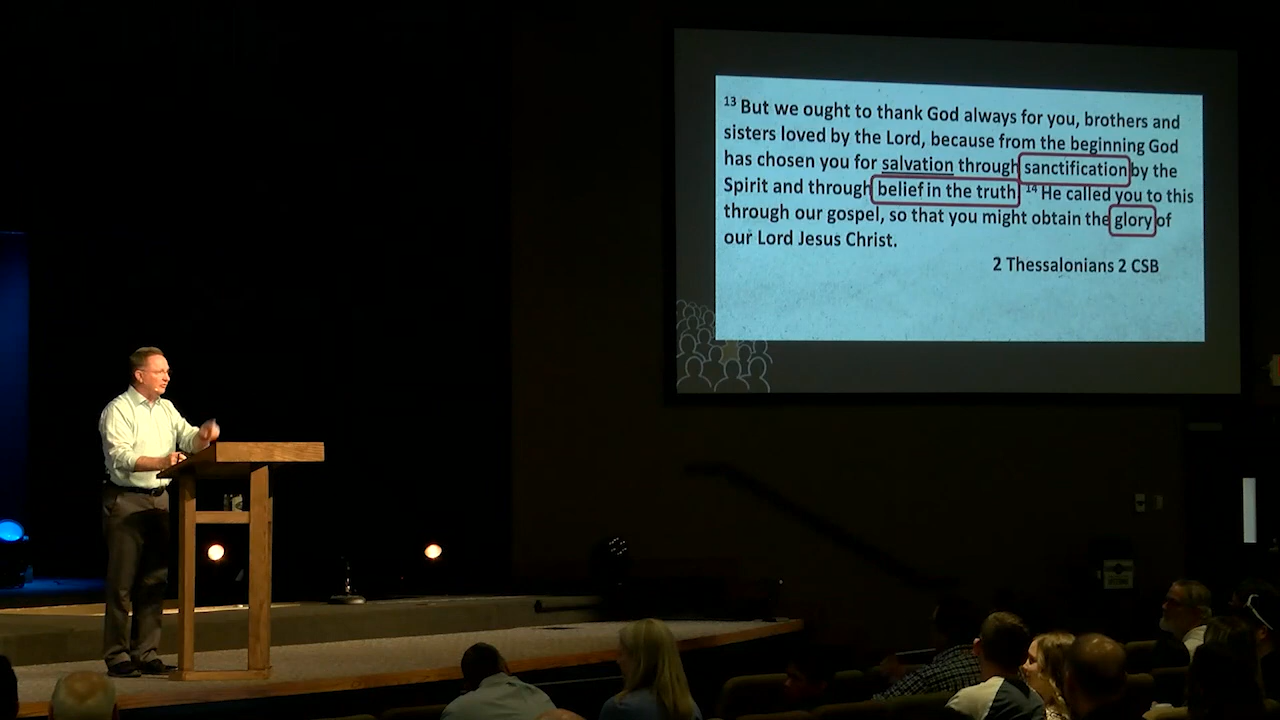 13 But we ought to thank God always for you, brothers and
sisters loved by the Lord, because from the beginning God
has chosen you for salvation through sanctification by the
Spirit and through belief in the truth 14 He called you to this
through our gospel, so that you might obtain the glory of
our Lord Jesus Christ.
2 Thessalonians 2 CSB